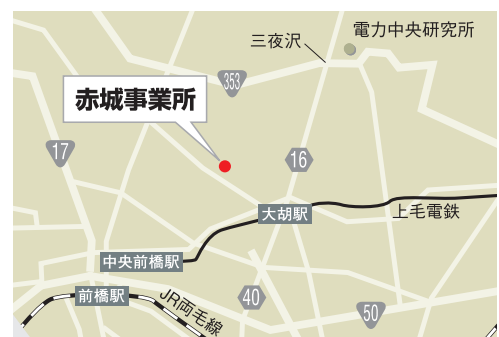 電力中央研究所
三夜沢
353
赤城事業所
17
16
大胡駅
上毛電鉄
中央前橋駅
前橋駅
JR両毛線
40
50